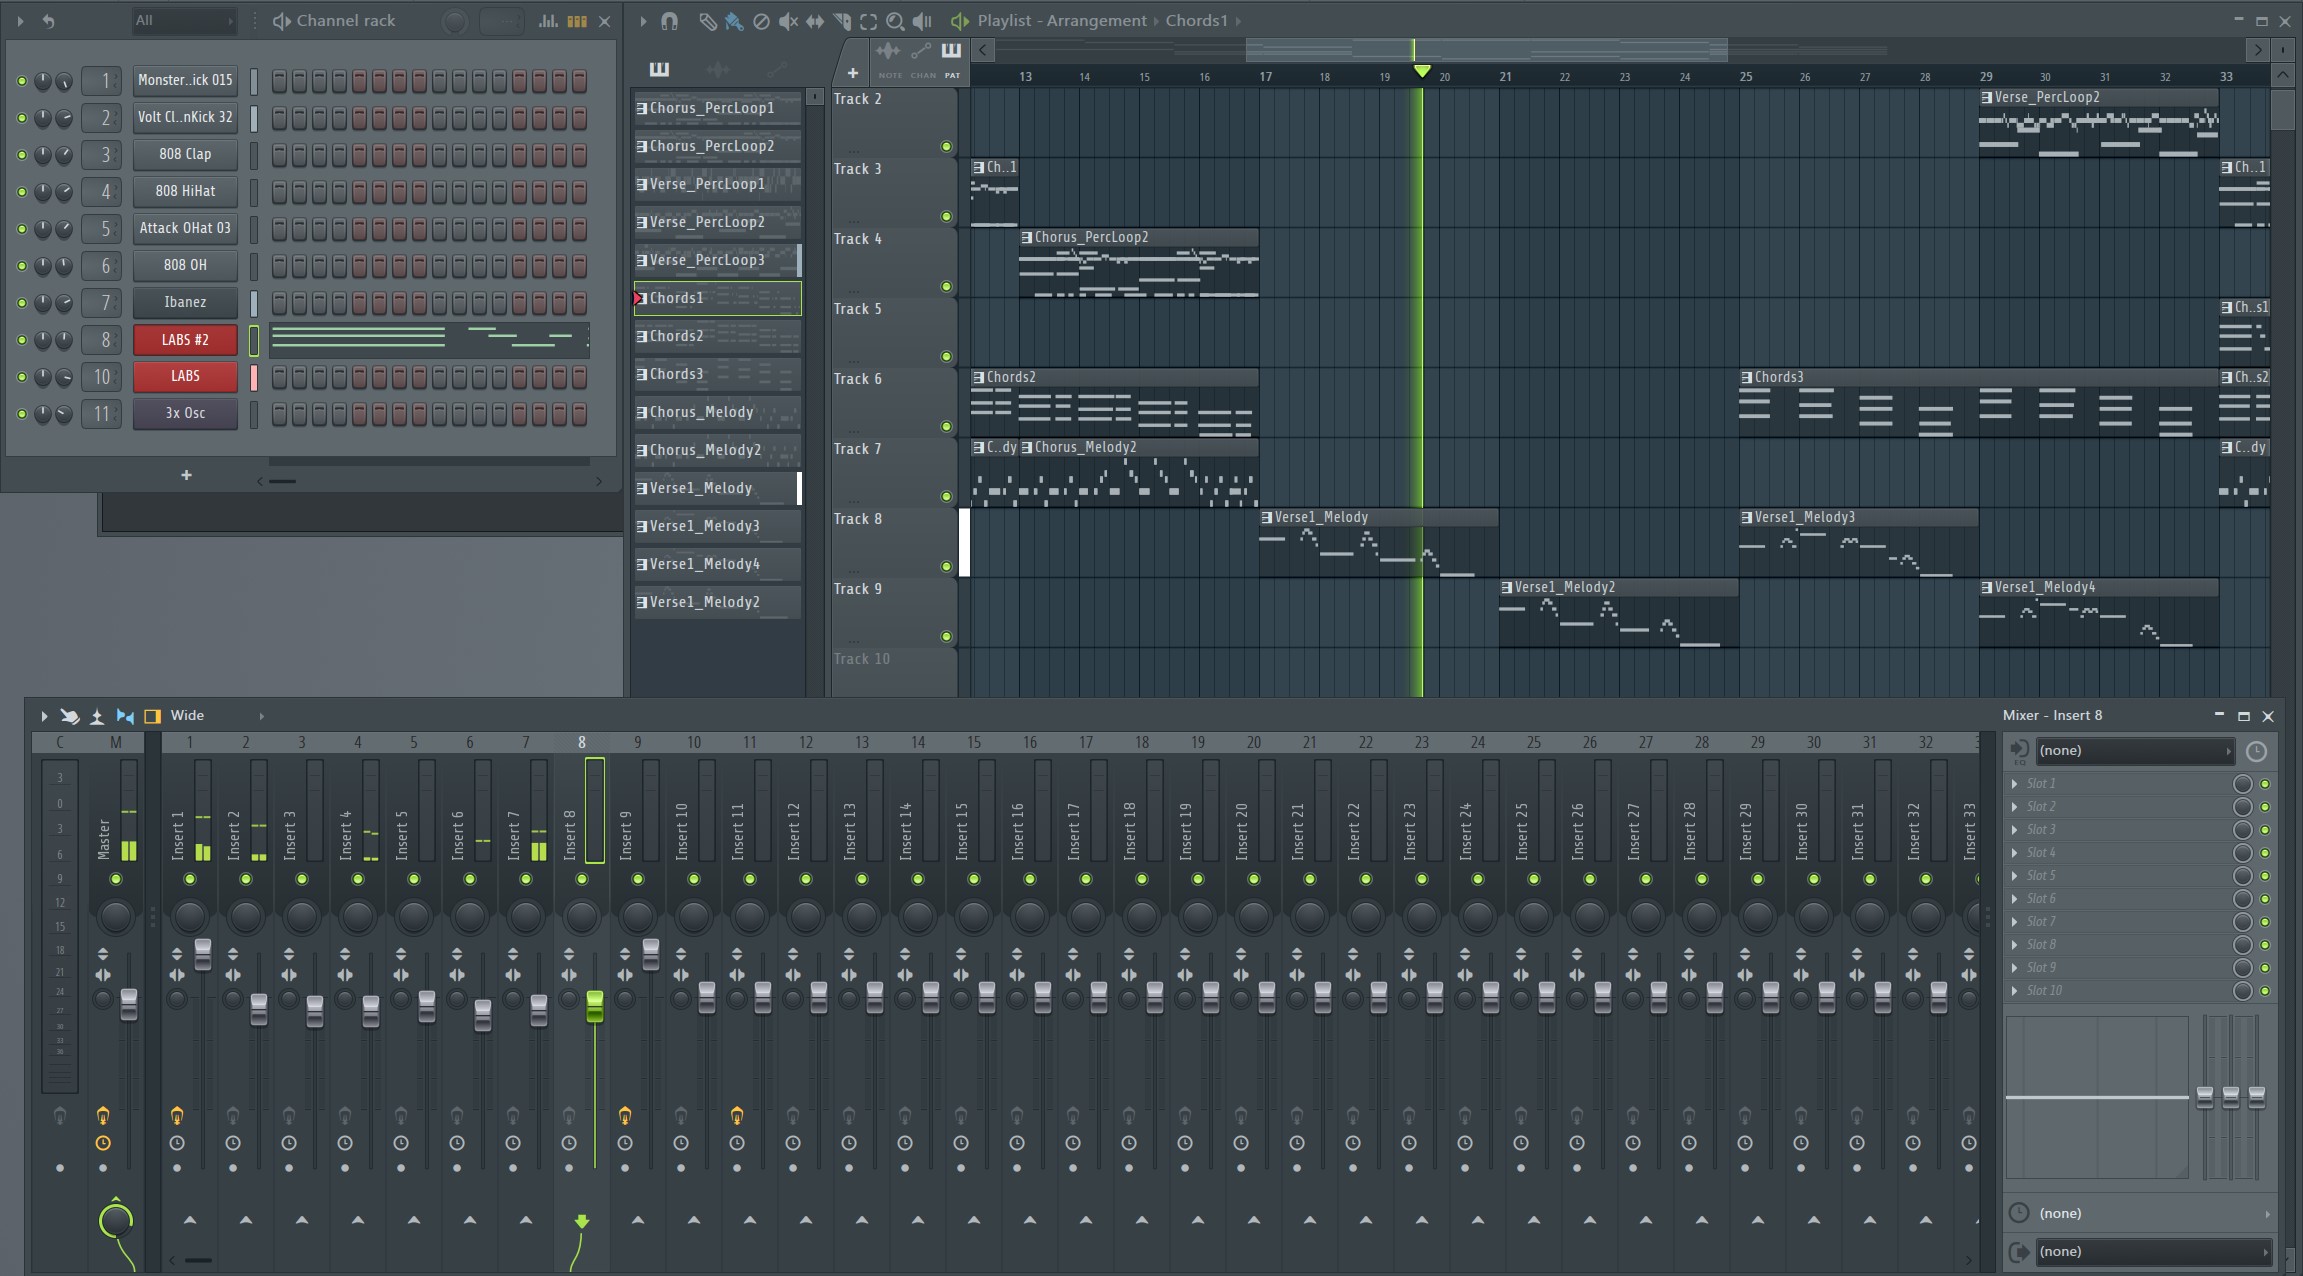 All
Channel rack
1 Monster..ick 015
2 Volt Cl..nKick 32
3 808 Clap
4 808 HiHat
5 Attack OHat 03
6 808 OH
7 Ibanez
8 LABS #2
10 LABS
11 3x Osc
+
Playlist - Arrangement › Chords1
NOTE CHAN PAT
13 14 15 16 17 18 19 20 21 22 23 24 25 26 27 28 29 30 31 32 33
Chorus_PercLoop1
Chorus_PercLoop2
Verse_PercLoop1
Verse_PercLoop2
Verse_PercLoop3
Chords1
Chords2
Chords3
Chorus_Melody
Chorus_Melody2
Verse1_Melody
Verse1_Melody3
Verse1_Melody4
Verse1_Melody2
Track 2
Verse_PercLoop2
Track 3
Ch..1
Ch..1
Track 4
Chorus_PercLoop2
Track 5
Ch..s1
Track 6
Chords2
Chords3
Ch..s2
Track 7
C..dy
Chorus_Melody2
C..dy
Track 8
Verse1_Melody
Verse1_Melody3
Track 9
Verse1_Melody2
Verse1_Melody4
Track 10
Wide
Mixer - Insert 8
C M 1 2 3 4 5 6 7 8 9 10 11 12 13 14 15 16 17 18 19 20 21 22 23 24 25 26 27 28 29 30 31 32
3
0
3
6
9
12
15
18
21
24
27
30
33
36
Master
Insert 1
Insert 2
Insert 3
Insert 4
Insert 5
Insert 6
Insert 7
Insert 8
Insert 9
Insert 10
Insert 11
Insert 12
Insert 13
Insert 14
Insert 15
Insert 16
Insert 17
Insert 18
Insert 19
Insert 20
Insert 21
Insert 22
Insert 23
Insert 24
Insert 25
Insert 26
Insert 27
Insert 28
Insert 29
Insert 30
Insert 31
Insert 32
Insert 33
(none)
EQ
Slot 1
Slot 2
Slot 3
Slot 4
Slot 5
Slot 6
Slot 7
Slot 8
Slot 9
Slot 10
(none)
(none)